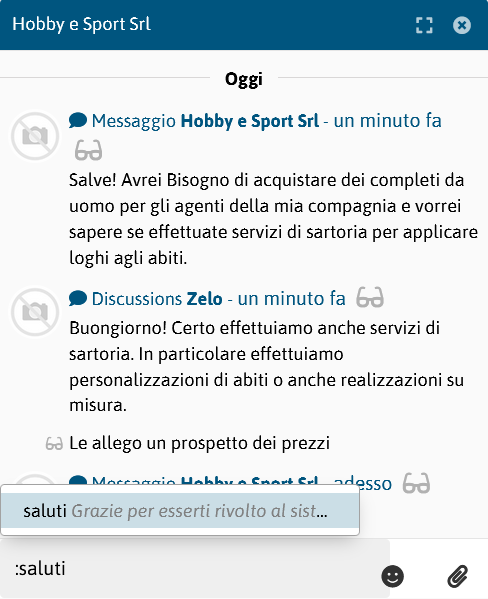 Hobby e Sport Srl
Oggi
Messaggio Hobby e Sport Srl - un minuto fa
Salve! Avrei Bisogno di acquistare dei completi da
uomo per gli agenti della mia compagnia e vorrei
sapere se effettuate servizi di sartoria per applicare
loghi agli abiti.
Discussions Zelo - un minuto fa
Buongiorno! Certo effettuiamo anche servizi di
sartoria. In particolare effettuiamo
personalizzazioni di abiti o anche realizzazioni su
misura.
Le allego un prospetto dei prezzi
Messaggio Hobby e Sport Srl - adesso
saluti Grazie per esserti rivolto al sist...
:saluti